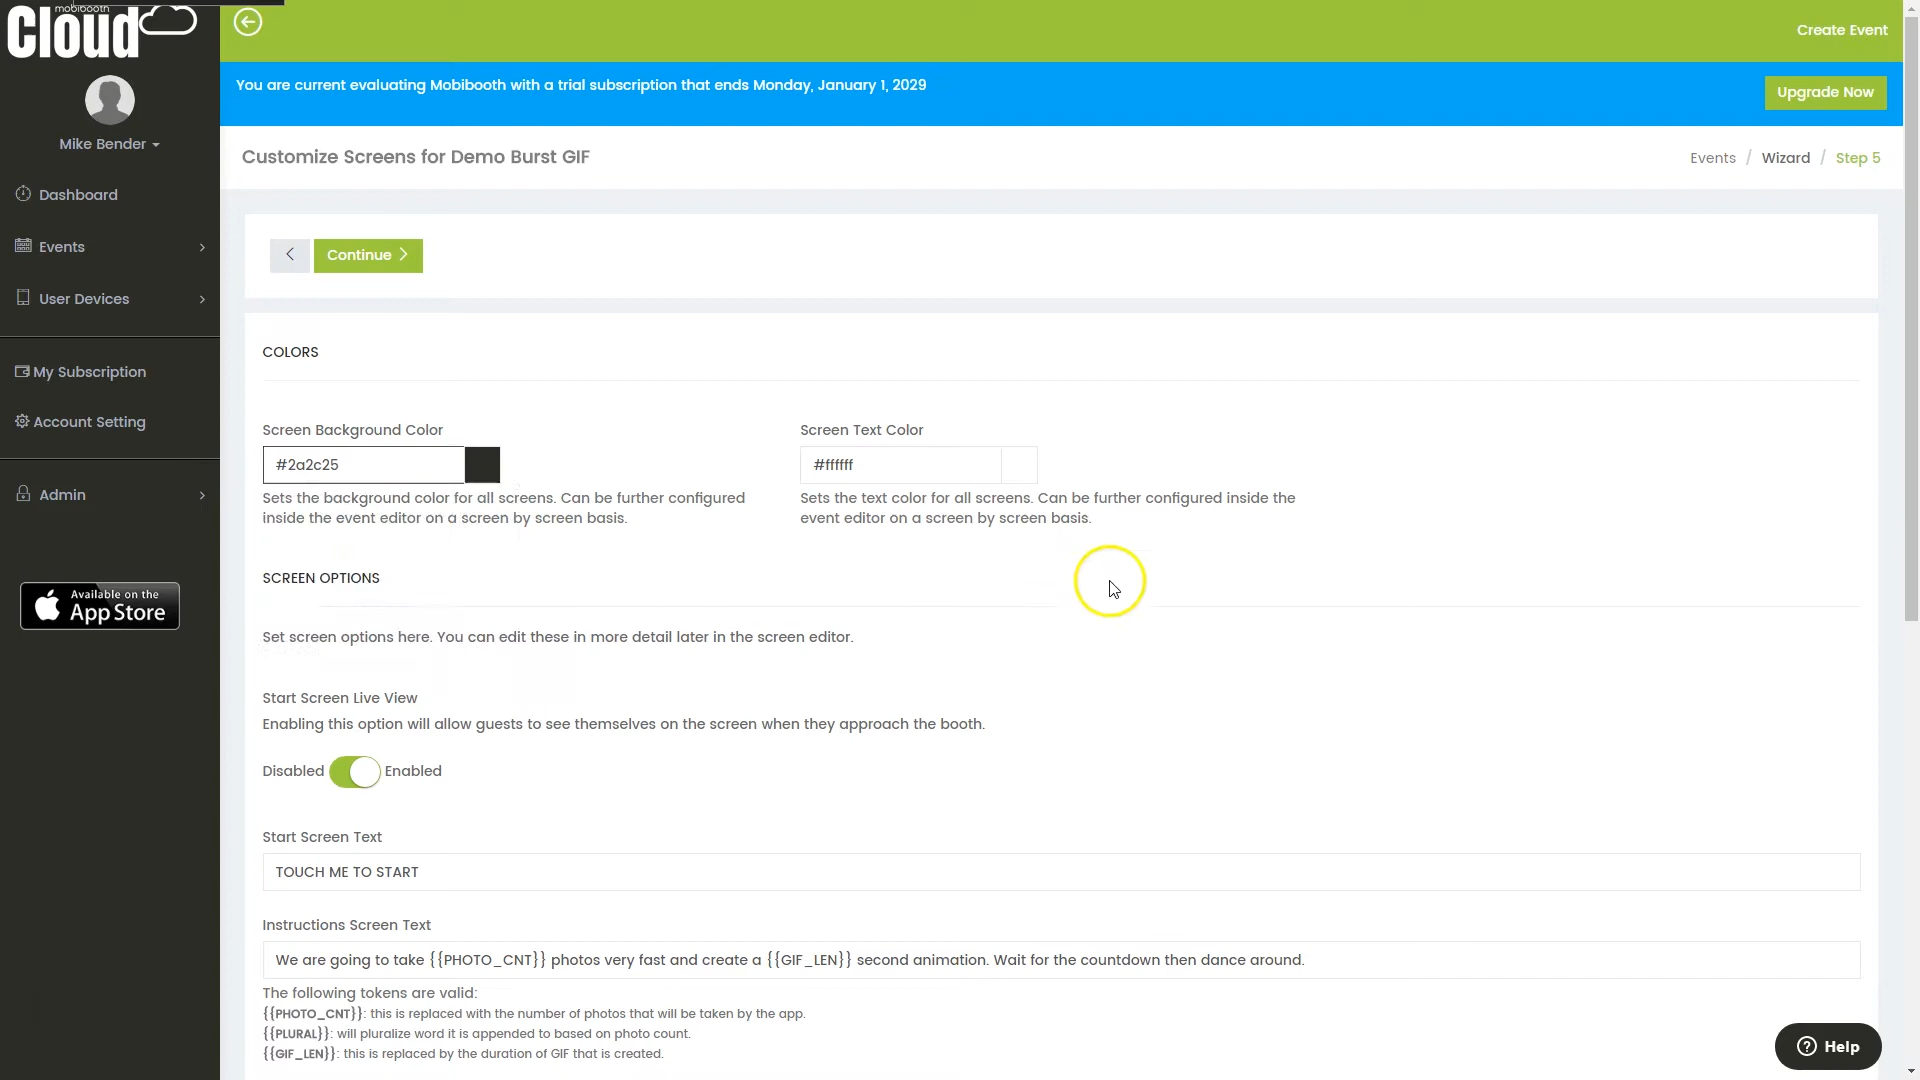 mobibooth
Cloud
Mike Bender
Dashboard
Events
User Devices
My Subscription
Account Setting
Admin
Available on the
App Store
Create Event
You are current evaluating Mobibooth with a trial subscription that ends Monday, January 1, 2029
Upgrade Now
Customize Screens for Demo Burst GIF
Events / Wizard / Step 5
Continue
COLORS
Screen Background Color
#2a2c25
Sets the background color for all screens. Can be further configured
inside the event editor on a screen by screen basis.
Screen Text Color
#ffffff
Sets the text color for all screens. Can be further configured inside the
event editor on a screen by screen basis.
SCREEN OPTIONS
Set screen options here. You can edit these in more detail later in the screen editor.
Start Screen Live View
Enabling this option will allow guests to see themselves on the screen when they approach the booth.
Disabled Enabled
Start Screen Text
TOUCH ME TO START
Instructions Screen Text
We are going to take {{PHOTO_CNT}} photos very fast and create a {{GIF_LEN}} second animation. Wait for the countdown then dance around.
The following tokens are valid:
{{PHOTO_CNT}}: this is replaced with the number of photos that will be taken by the app.
{{PLURAL}}: will pluralize word it is appended to based on photo count.
{{GIF_LEN}}: this is replaced by the duration of GIF that is created.
Help